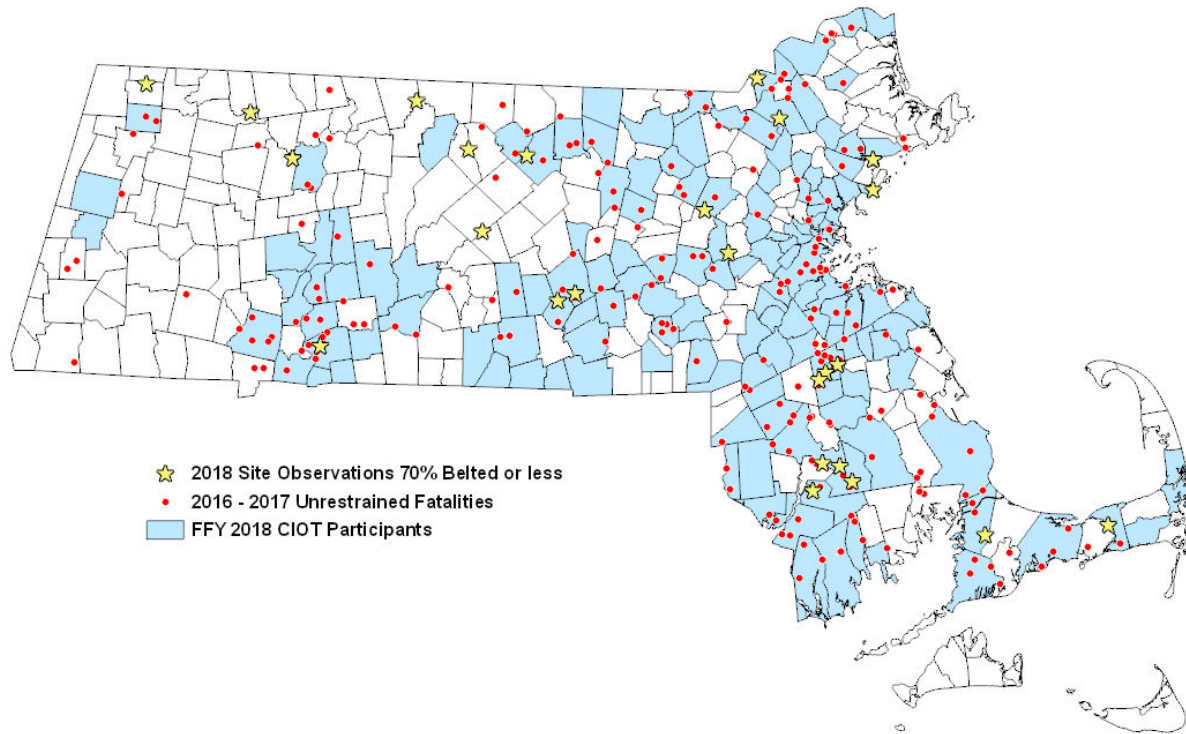 2018 Site Observations 70% Belted or less
2016 - 2017 Unrestrained Fatalities
FFY 2018 CIOT Participants